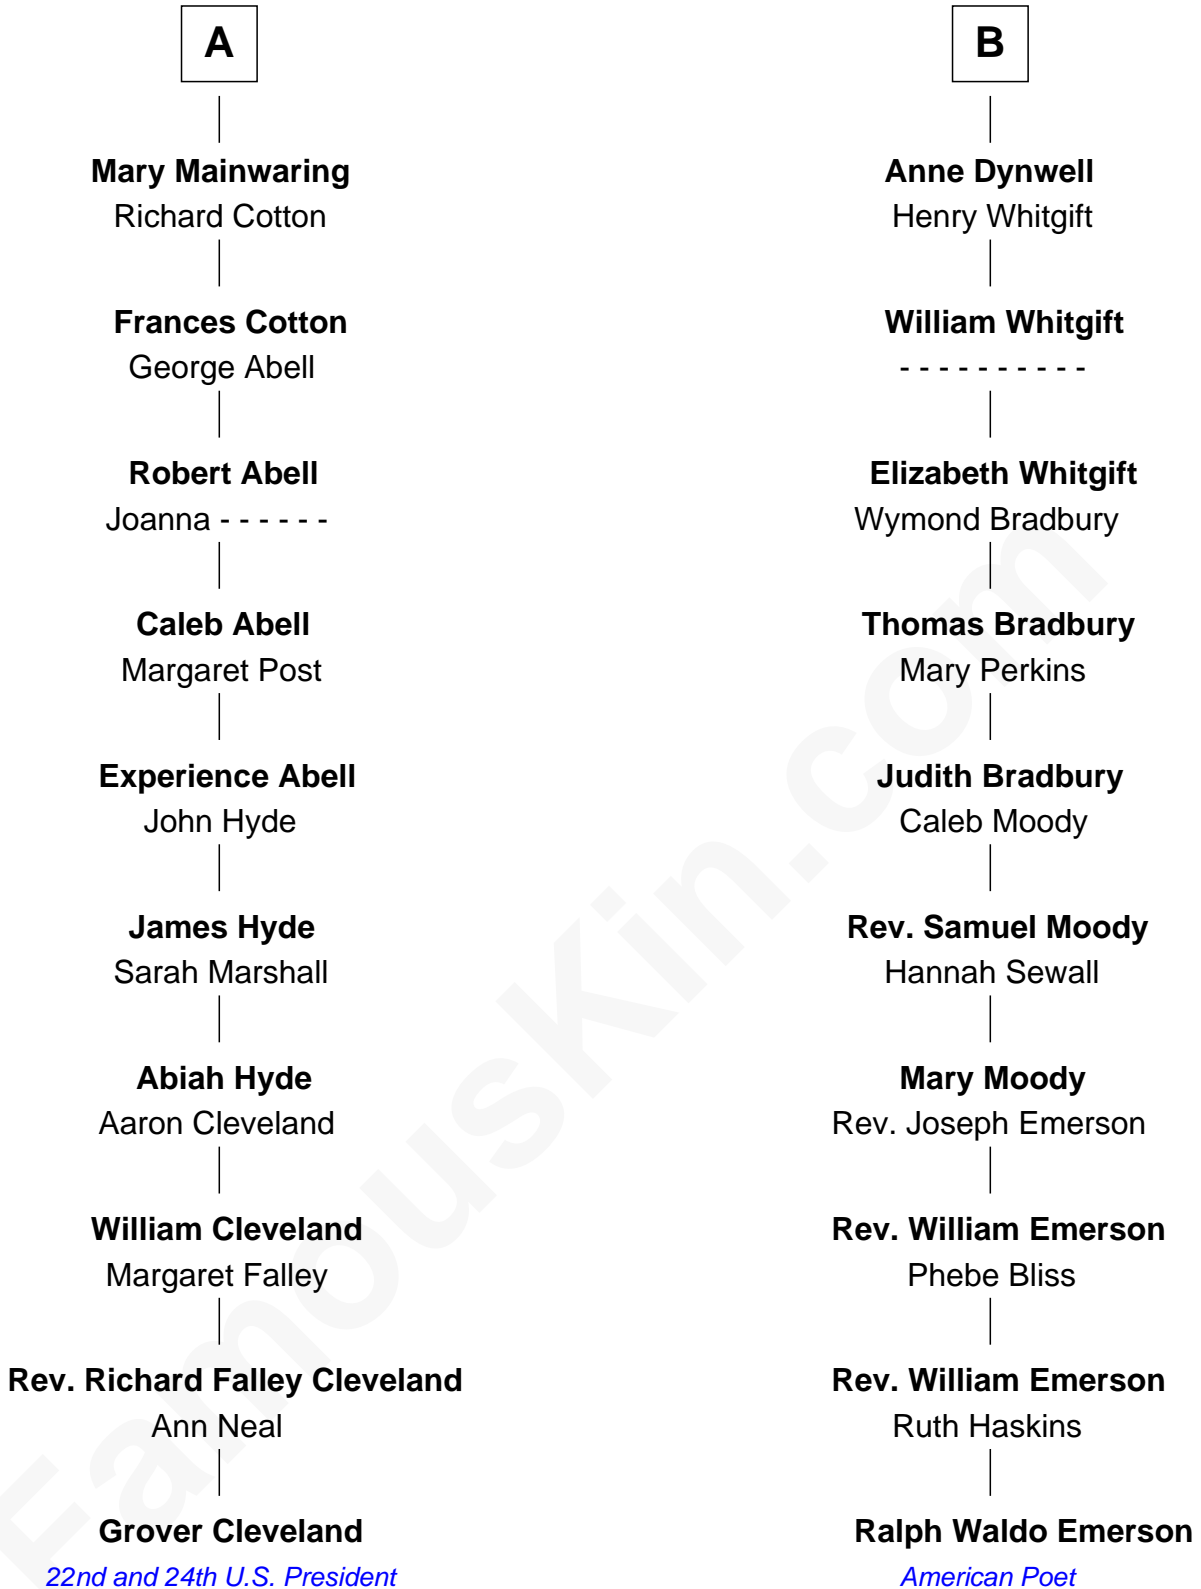 A
Mary Mainwaring
Richard Cotton
Frances Cotton
George Abell
Robert Abell
Joanna - - - - - -
Caleb Abell
Margaret Post
Experience Abell
John Hyde
James Hyde
Sarah Marshall
Abiah Hyde
Aaron Cleveland
William Cleveland
Margaret Falley
Rev. Richard Falley Cleveland
Ann Neal
Grover Cleveland
22nd and 24th U.S. President
B
Anne Dynwell
Henry Whitgift
William Whitgift
- - - - - - - - - -
Elizabeth Whitgift
Wymond Bradbury
Thomas Bradbury
Mary Perkins
Judith Bradbury
Caleb Moody
Rev. Samuel Moody
Hannah Sewall
Mary Moody
Rev. Joseph Emerson
Rev. William Emerson
Phebe Bliss
Rev. William Emerson
Ruth Haskins
Ralph Waldo Emerson
American Poet
FamousKin.com